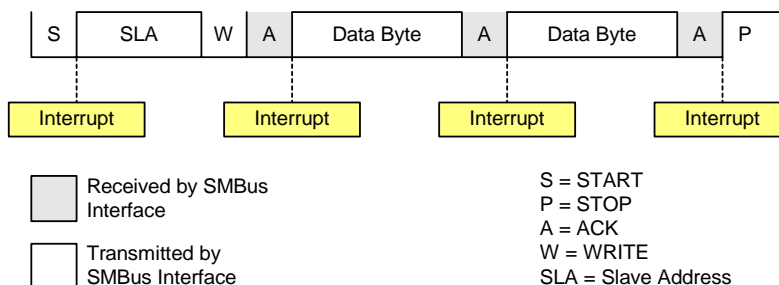 S SLA W A Data Byte A Data Byte A P
Interrupt Interrupt Interrupt Interrupt
Received by SMBus
Interface
Transmitted by
SMBus Interface
S = START
P = STOP
A = ACK
W = WRITE
SLA = Slave Address